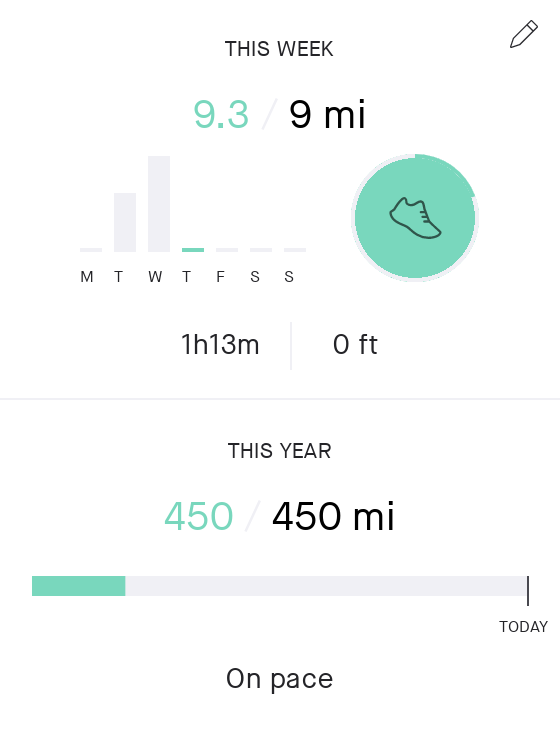 THIS WEEK
9.3 / 9 mi
M T W T F S S
1h13m 0 ft
THIS YEAR
450 / 450 mi
TODAY
On pace